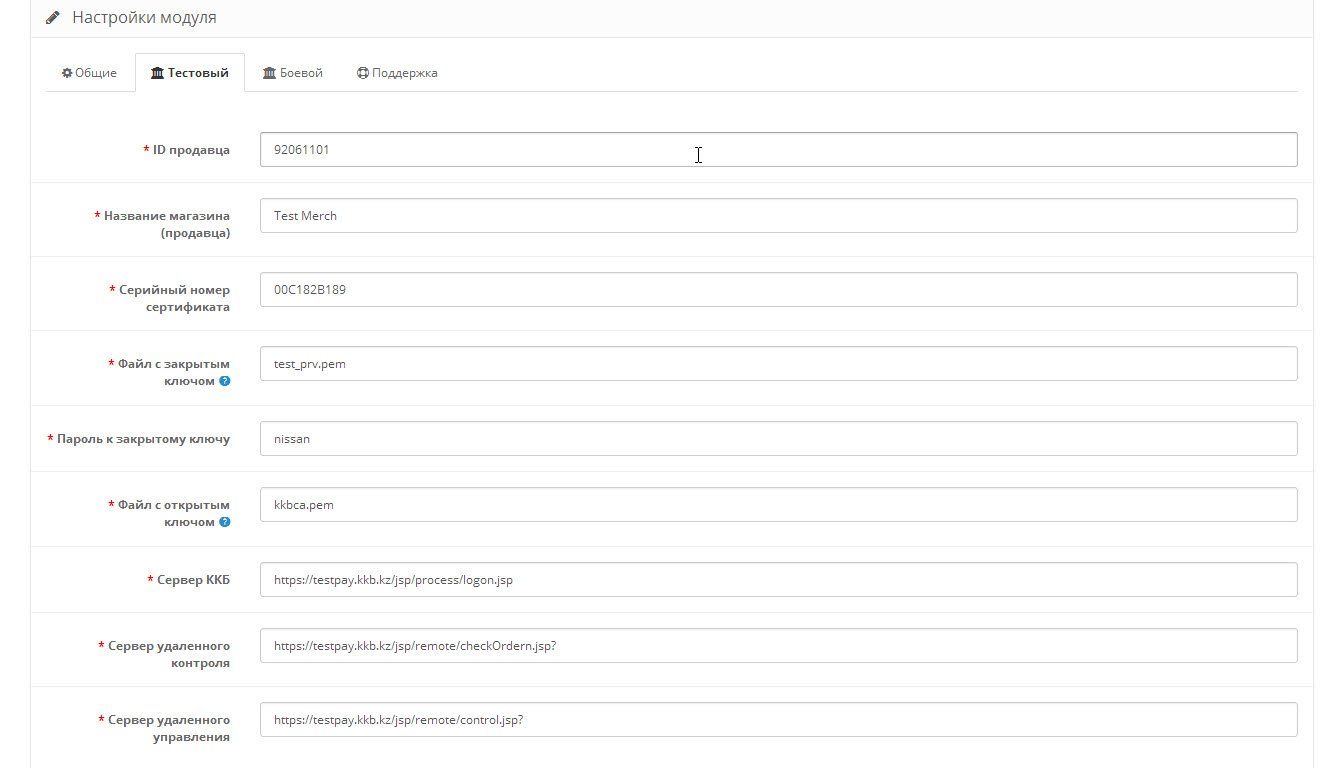 Настройки модуля
Общие
Тестовый
Боевой
Поддержка
* ID продавца
92061101
* Название магазина
(продавца)
Test Merch
* Серийный номер
сертификата
00C182B189
* Файл с закрытым
ключом ?
test_prv.pem
* Пароль к закрытому ключу
nissan
* Файл с открытым
ключом ?
kkbca.pem
* Сервер ККБ
https://testpay.kkb.kz/jsp/process/logon.jsp
* Сервер удаленного
контроля
https://testpay.kkb.kz/jsp/remote/checkOrdern.jsp?
* Сервер удаленного
управления
https://testpay.kkb.kz/jsp/remote/control.jsp?